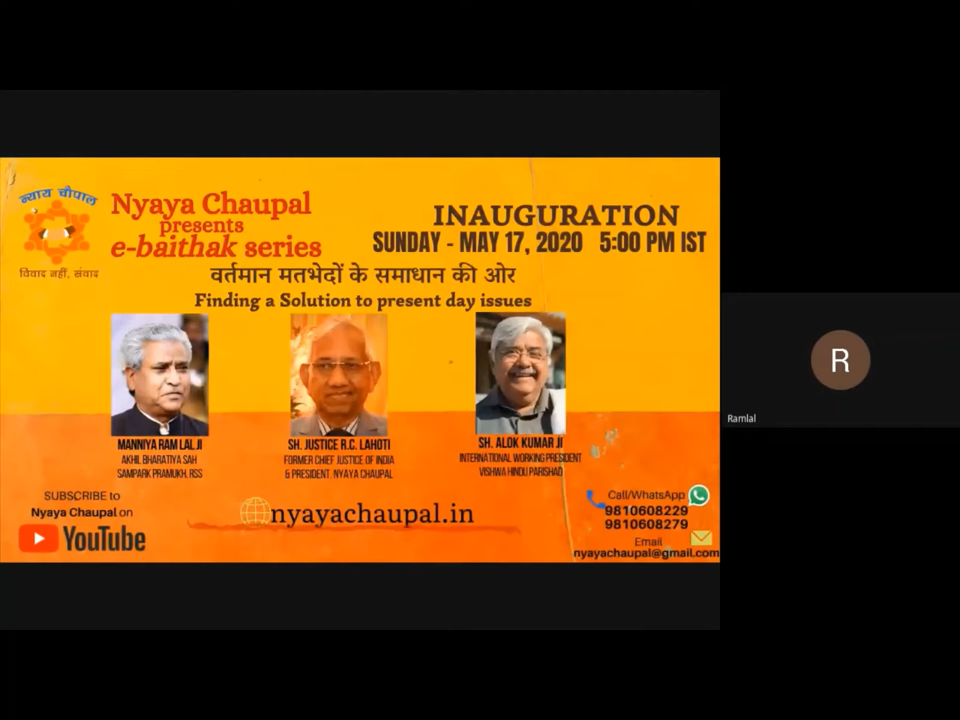 न्याय चौपाल
विवाद नहीं, संवाद
Nyaya Chaupal
presents
e-baithak series
INAUGURATION
SUNDAY - MAY 17, 2020 5:00 PM IST
वर्तमान मतभेदों के समाधान की ओर
Finding a Solution to present day issues
MANNIYA RAM LAL JI
AKHIL BHARATIYA SAH
SAMPARK PRAMUKH, RSS
SH. JUSTICE R.C. LAHOTI
FORMER CHIEF JUSTICE OF INDIA
& PRESIDENT, NYAYA CHAUPAL
SH. ALOK KUMAR JI
INTERNATIONAL WORKING PRESIDENT
VISHWA HINDU PARISHAD
SUBSCRIBE to
Nyaya Chaupal on
YouTube
nyayachaupal.in
Call/WhatsApp
9810608229
9810608279
Email
nyayachaupal@gmail.com
R
Ramlal